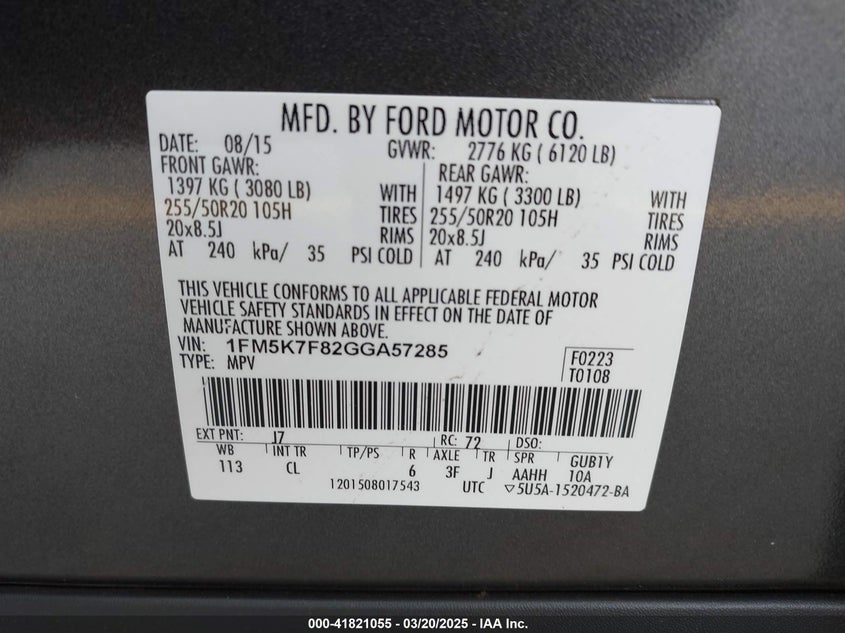 MFD. BY FORD MOTOR CO.
DATE: 08/15 GVWR: 2776 KG ( 6120 LB)
FRONT GAWR: REAR GAWR:
1397 KG ( 3080 LB) WITH 1497 KG ( 3300 LB) WITH
255/50R20 105H TIRES 255/50R20 105H TIRES
20x8.5J RIMS 20x8.5J RIMS
AT 240 kPa/ 35 PSI COLD AT 240 kPa/ 35 PSI COLD
THIS VEHICLE CONFORMS TO ALL APPLICABLE FEDERAL MOTOR
VEHICLE SAFETY STANDARDS IN EFFECT ON THE DATE OF
MANUFACTURE SHOWN ABOVE.
VIN: 1FM5K7F82GGA57285 F0223
TYPE: MPV T0108
EXT PNT: J7 RC: 72 DSO:
WB INT TR TP/PS R AXLE TR SPR GUBTY
113 CL 6 3F J AAHH 10A
1201508017543 UTC ▽5U5A-1520472-BA
000-41821055 — 03/20/2025 — IAA Inc.